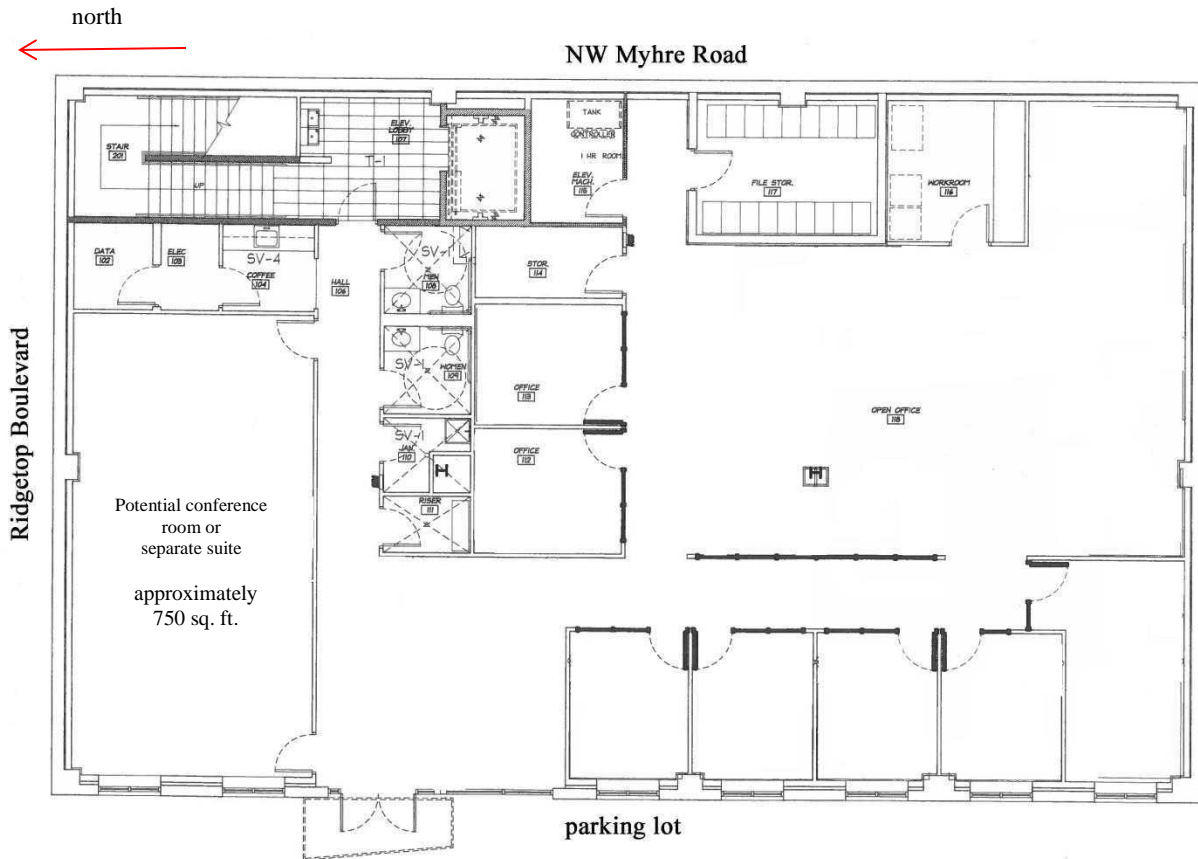 north
NW Myhre Road
STAIR
201
UP
ELEV.
LOBBY
107
T-1
TANK
CONTROLLER
1 HR ROOM
ELEV.
MACH.
115
FILE STOR.
117
WORKROOM
116
DATA
102
ELEC
103
SV-4
COFFEE
104
HALL
106
SV-1
MEN
108
STOR.
114
SV-1
WOMEN
109
OFFICE
113
OPEN OFFICE
118
SV-1
JAN.
110
H
OFFICE
112
H
RISER
111
Ridgetop Boulevard
Potential conference
room or
separate suite
approximately
750 sq. ft.
parking lot